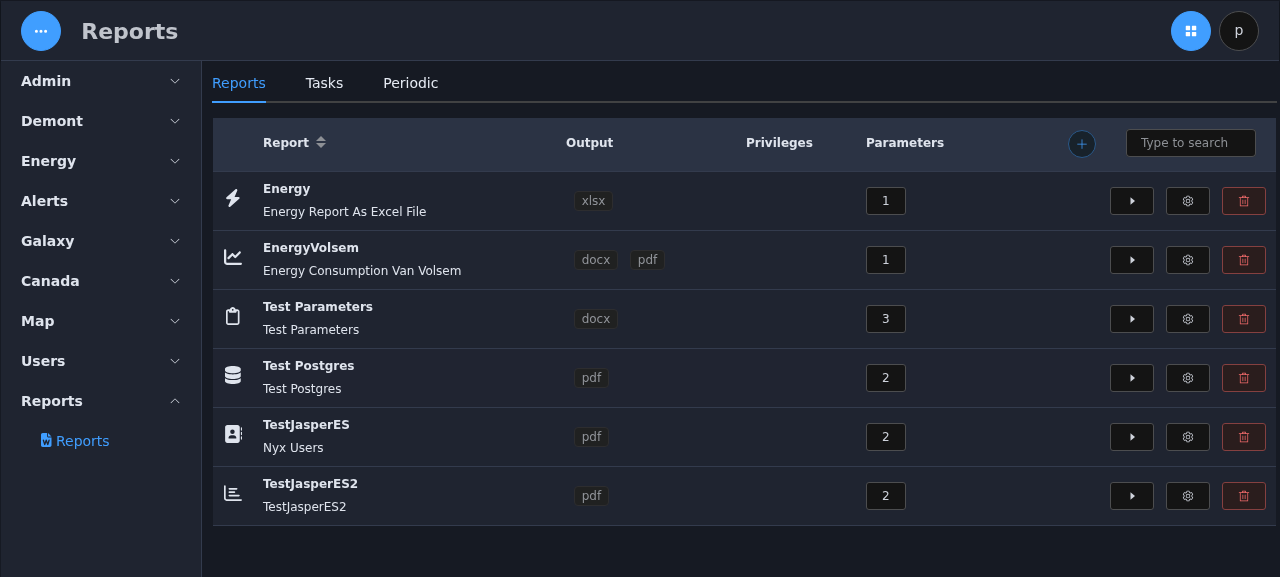 Reports
p
Admin
Demont
Energy
Alerts
Galaxy
Canada
Map
Users
Reports
Reports
Reports Tasks Periodic
Report Output Privileges Parameters Type to search
Energy
Energy Report As Excel File
xlsx
1
EnergyVolsem
Energy Consumption Van Volsem
docx pdf
1
Test Parameters
Test Parameters
docx
3
Test Postgres
Test Postgres
pdf
2
TestJasperES
Nyx Users
pdf
2
TestJasperES2
TestJasperES2
pdf
2